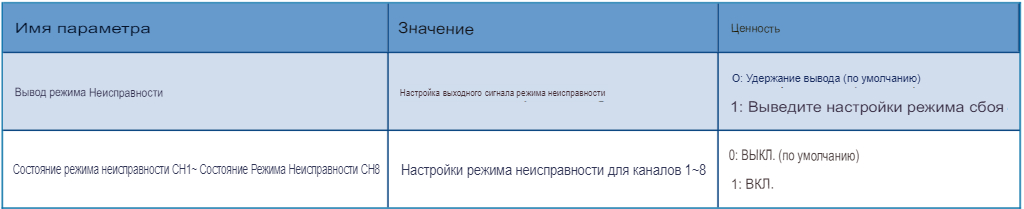 Имя параметра
Значение
Ценность
Вывод режима Неисправности
Настройка выходного сигнала режима неисправности
О: Удержание вывода (по умолчанию)
1: Выведите настройки режима сбоя
Состояние режима неисправности CH1~ Состояние Режима Неисправности CH8
Настройки режима неисправности для каналов 1~8
0: ВЫКЛ. (по умолчанию)
1: ВКЛ.